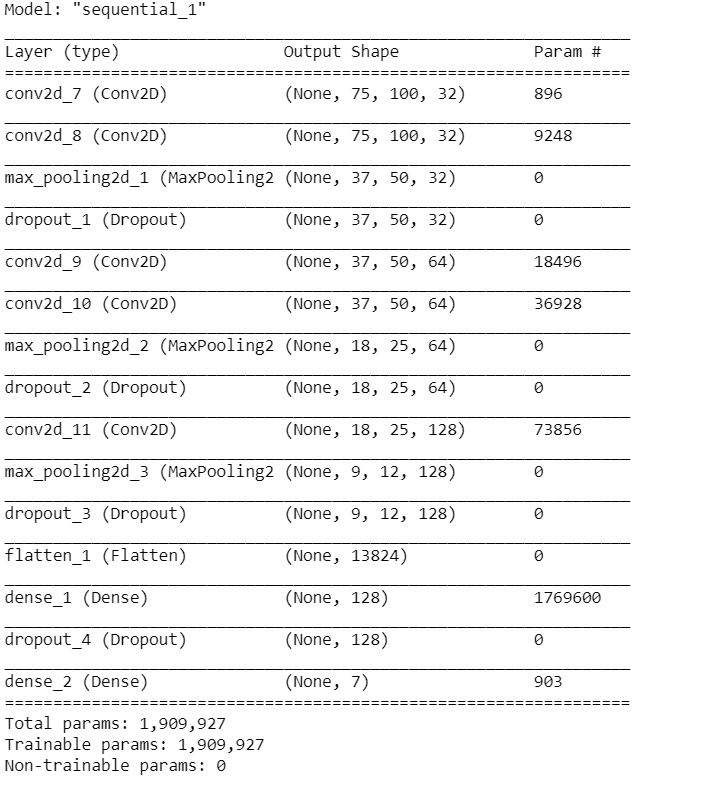 Model: "sequential_1"
_________________________________________________________________
Layer (type)                 Output Shape              Param #
=================================================================
conv2d_7 (Conv2D)            (None, 75, 100, 32)       896
_________________________________________________________________
conv2d_8 (Conv2D)            (None, 75, 100, 32)       9248
_________________________________________________________________
max_pooling2d_1 (MaxPooling2 (None, 37, 50, 32)        0
_________________________________________________________________
dropout_1 (Dropout)          (None, 37, 50, 32)        0
_________________________________________________________________
conv2d_9 (Conv2D)            (None, 37, 50, 64)        18496
_________________________________________________________________
conv2d_10 (Conv2D)           (None, 37, 50, 64)        36928
_________________________________________________________________
max_pooling2d_2 (MaxPooling2 (None, 18, 25, 64)        0
_________________________________________________________________
dropout_2 (Dropout)          (None, 18, 25, 64)        0
_________________________________________________________________
conv2d_11 (Conv2D)           (None, 18, 25, 128)       73856
_________________________________________________________________
max_pooling2d_3 (MaxPooling2 (None, 9, 12, 128)        0
_________________________________________________________________
dropout_3 (Dropout)          (None, 9, 12, 128)        0
_________________________________________________________________
flatten_1 (Flatten)          (None, 13824)             0
_________________________________________________________________
dense_1 (Dense)              (None, 128)               1769600
_________________________________________________________________
dropout_4 (Dropout)          (None, 128)               0
_________________________________________________________________
dense_2 (Dense)              (None, 7)                 903
=================================================================
Total params: 1,909,927
Trainable params: 1,909,927
Non-trainable params: 0